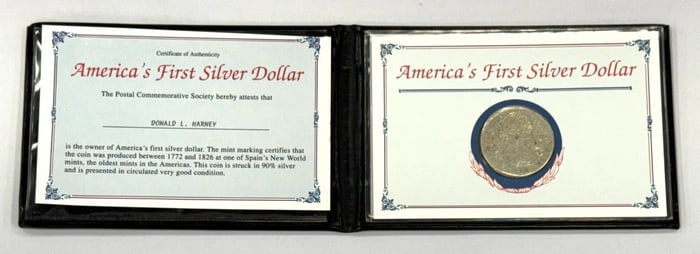 Certificate of Authenticity
America's First Silver Dollar
The Postal Commemorative Society hereby attests that
DONALD L. HARNEY
is the owner of America's first silver dollar. The mint marking certifies that
the coin was produced between 1772 and 1826 at one of Spain's New World
mints, the oldest mints in the Americas. This coin is struck in 90% silver
and is presented in circulated very good condition.
America's First Silver Dollar